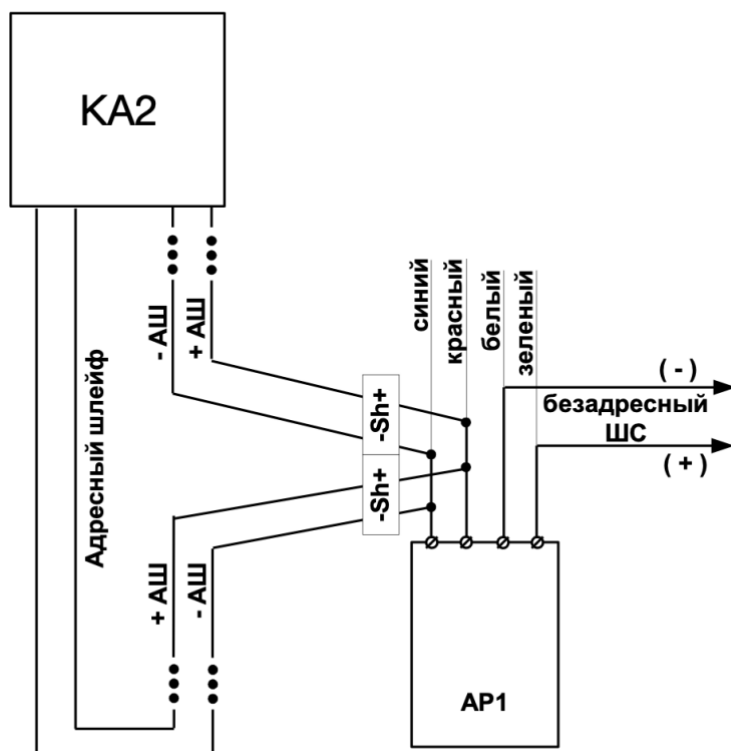 КА2
- АШ
+ АШ
синий
красный
белый
зеленый
( - )
безадресный
ШС
( + )
-Sh+
-Sh+
Адресный шлейф
+ АШ
- АШ
АР1